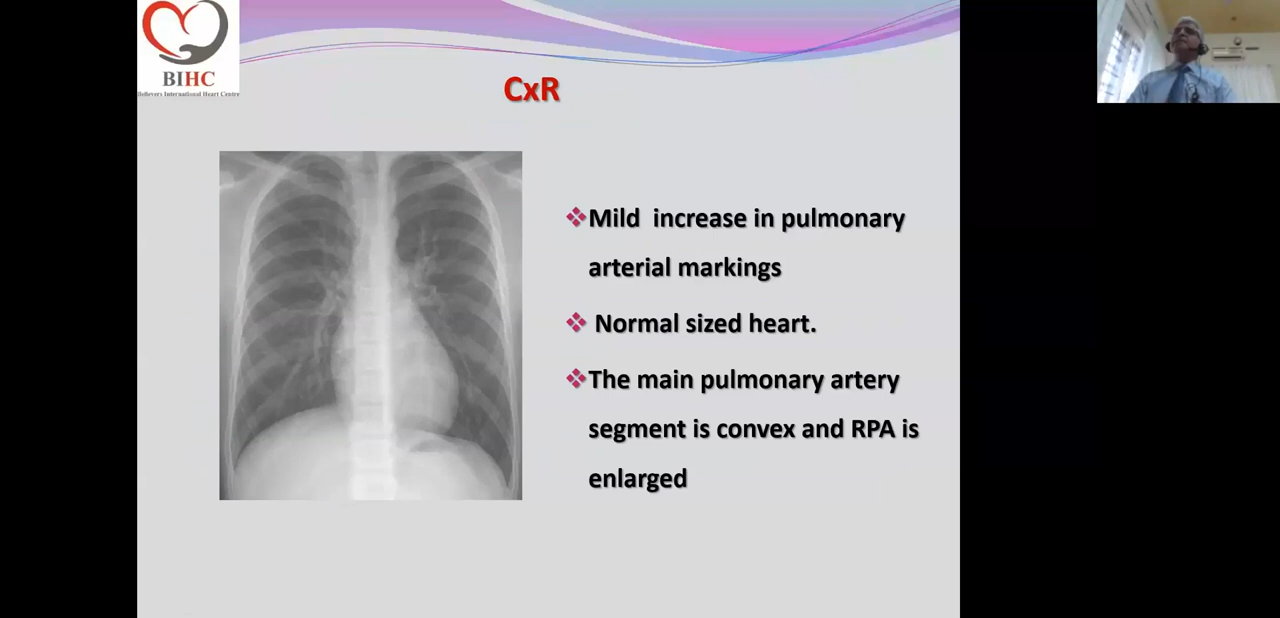 BIHC
Believers International Heart Centre
CxR
❖Mild increase in pulmonary
arterial markings
❖ Normal sized heart.
❖The main pulmonary artery
segment is convex and RPA is
enlarged